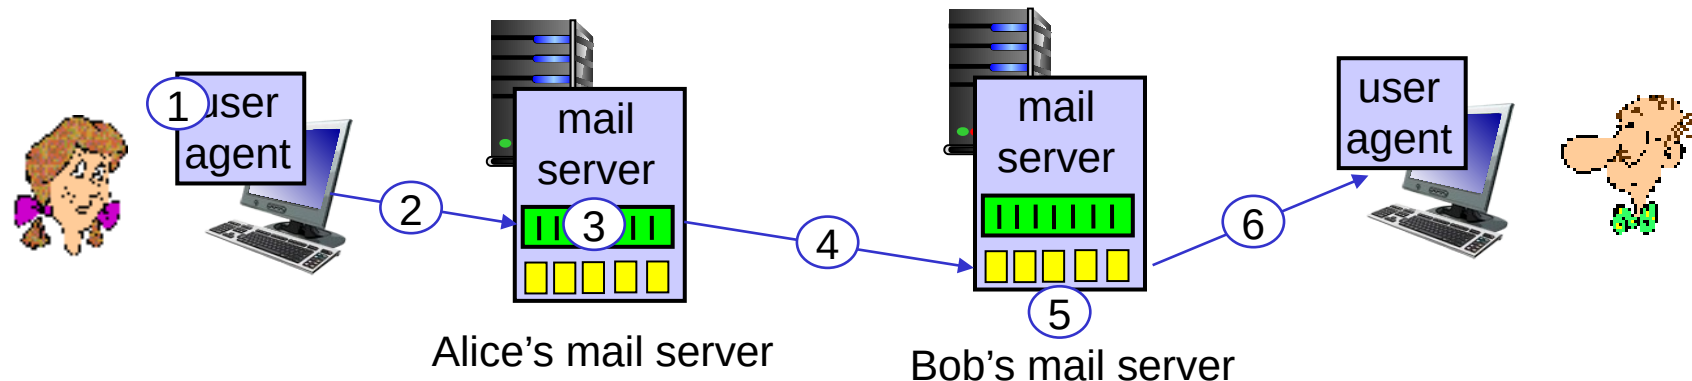 1
user
agent
2
mail
server
3
Alice’s mail server
4
mail
server
5
Bob’s mail server
6
user
agent